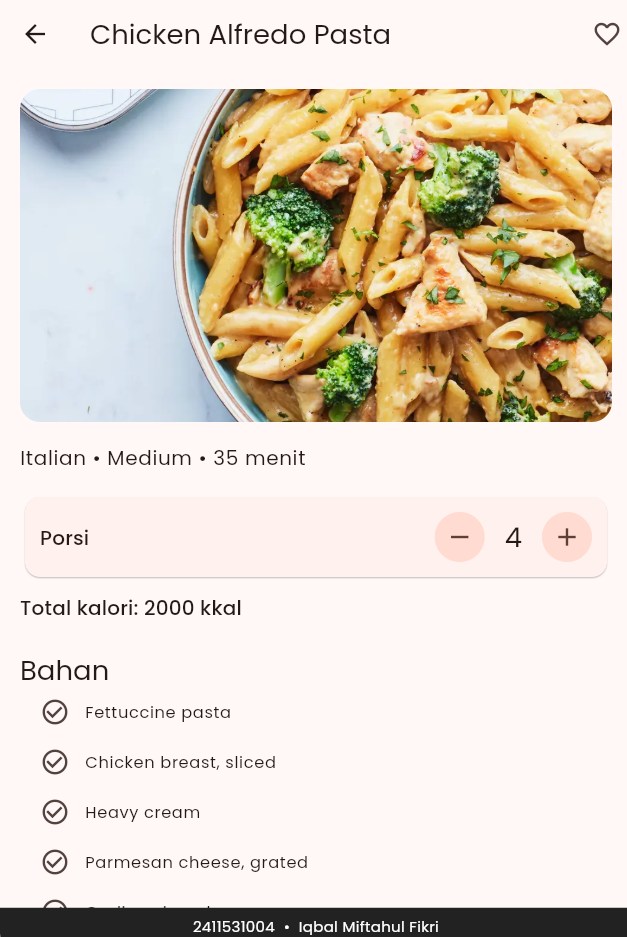 Chicken Alfredo Pasta
Italian • Medium • 35 menit
Porsi
4
Total kalori: 2000 kkal
Bahan
Fettuccine pasta
Chicken breast, sliced
Heavy cream
Parmesan cheese, grated
2411531004 • Iqbal Miftahul Fikri